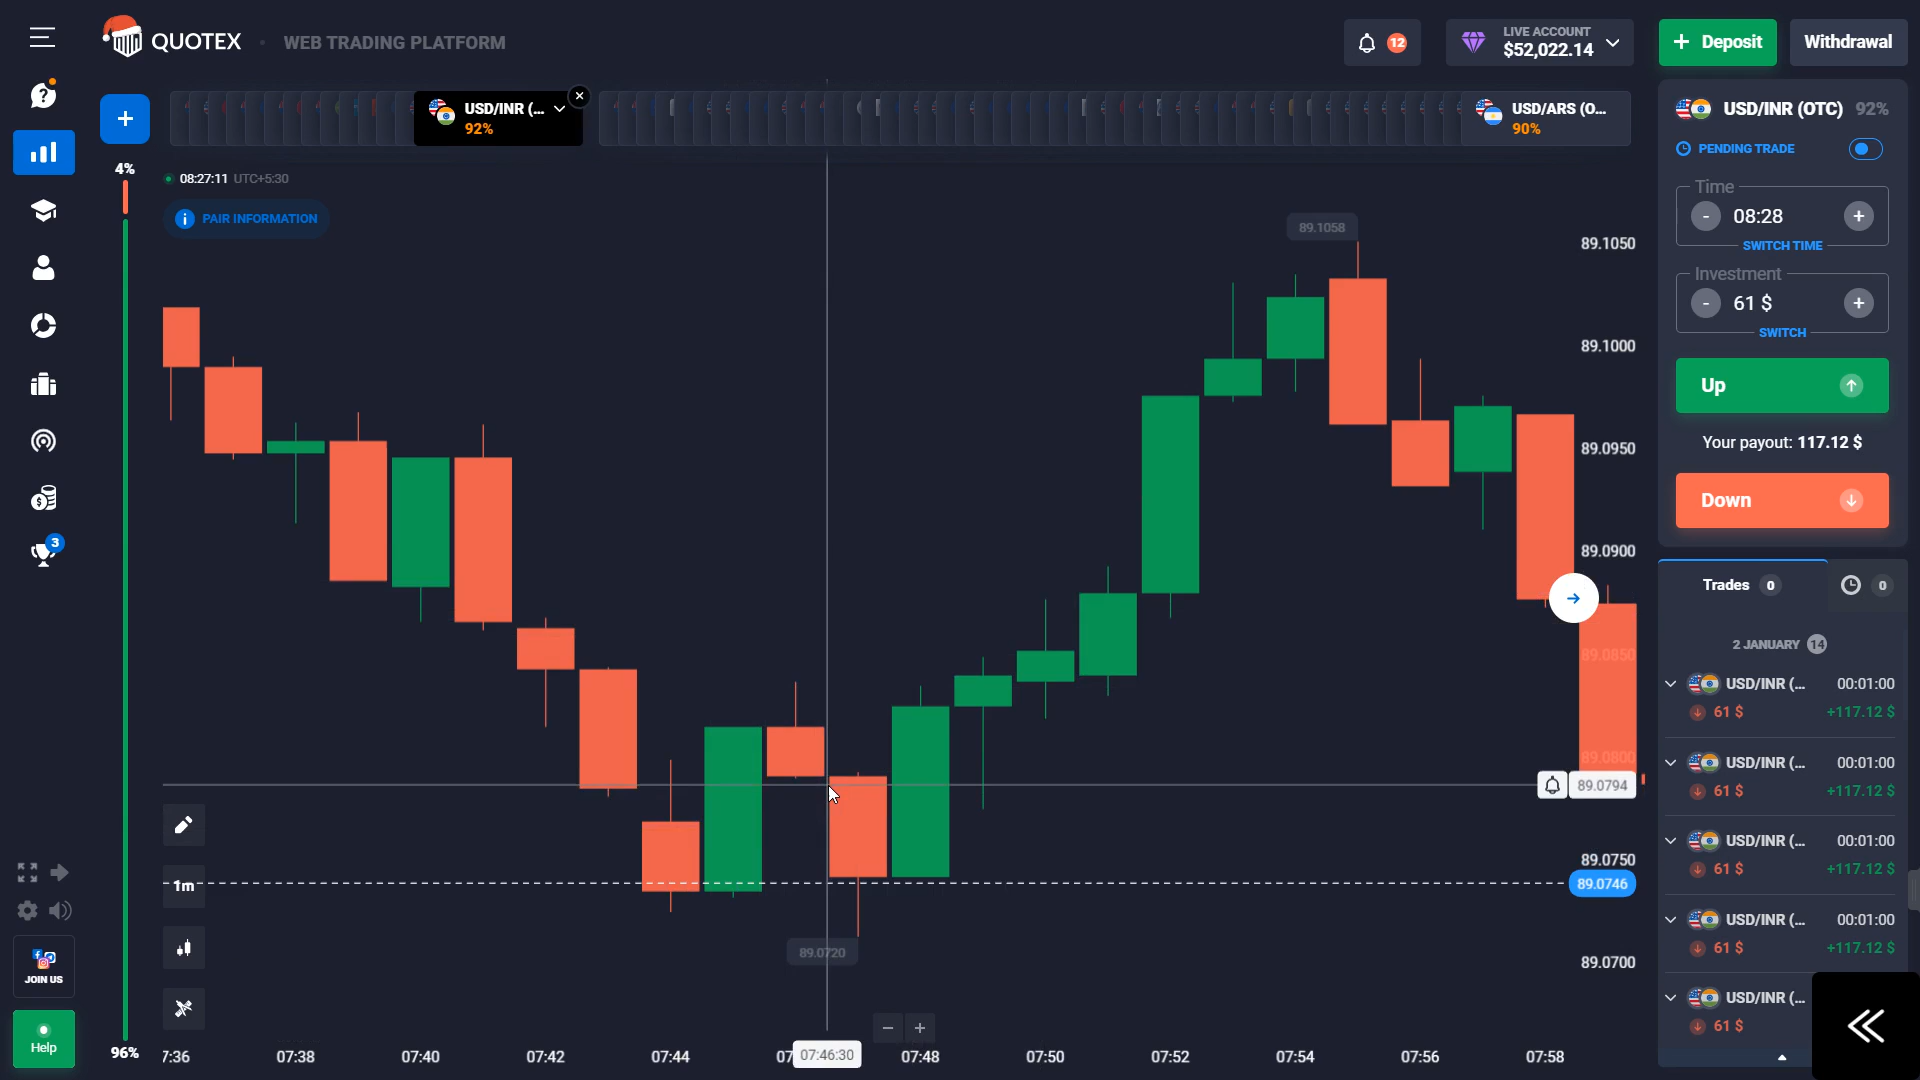 QUOTEX
WEB TRADING PLATFORM
12
LIVE ACCOUNT
$52,022.14
+ Deposit
Withdrawal
?
+
USD/INR (...
92%
USD/ARS (O...
90%
4%
08:27:11 UTC+5:30
i PAIR INFORMATION
USD/INR (OTC) 92%
PENDING TRADE
Time
- 08:28 +
SWITCH TIME
Investment
- 61 $ +
SWITCH
Up
Your payout: 117.12 $
Down
Trades 0
0
2 JANUARY 14
USD/INR (... 00:01:00
61 $ +117.12 $
USD/INR (... 00:01:00
61 $ +117.12 $
USD/INR (... 00:01:00
61 $ +117.12 $
USD/INR (... 00:01:00
61 $ +117.12 $
USD/INR (...
61 $
89.1058
89.1050
89.1000
89.0950
89.0900
89.0850
89.0800
89.0794
89.0750
89.0746
89.0720
89.0700
3
1m
JOIN US
Help
96%
7:36
07:38
07:40
07:42
07:44
07
07:46:30
07:48
07:50
07:52
07:54
07:56
07:58